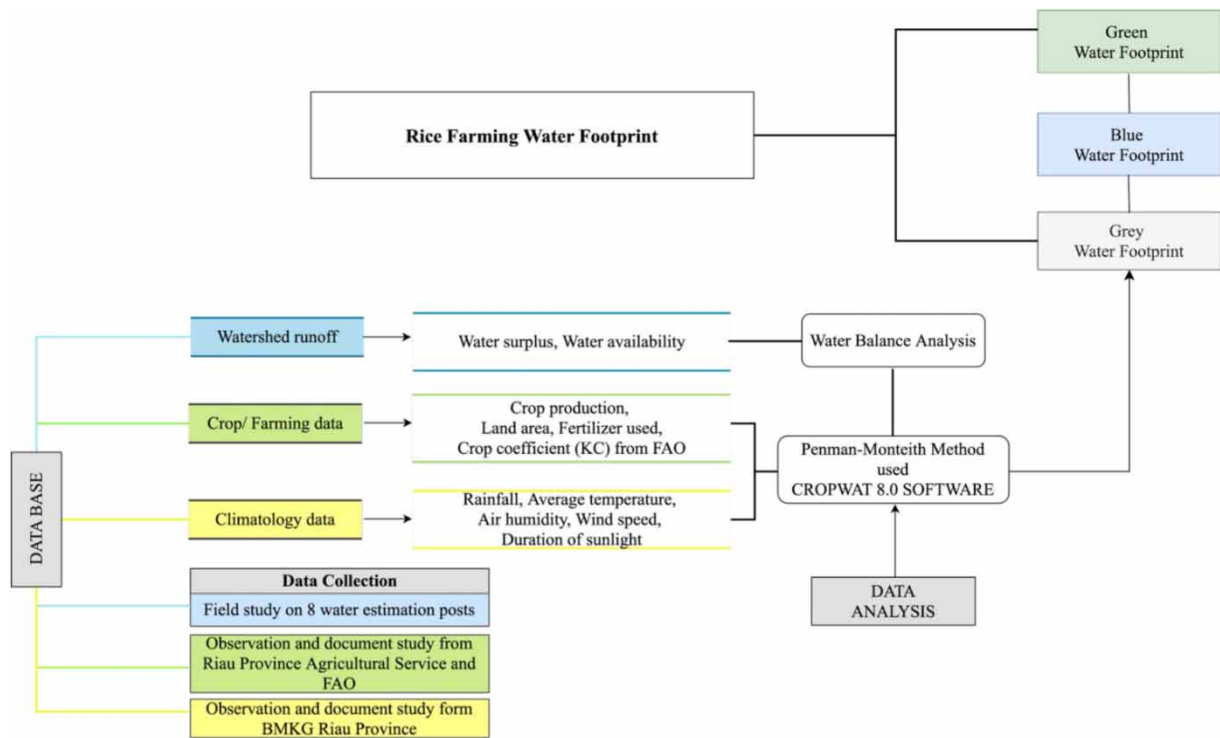 Green
Water Footprint
Rice Farming Water Footprint
Blue
Water Footprint
Grey
Water Footprint
Watershed runoff
Water surplus, Water availability
Water Balance Analysis
Crop/ Farming data
Crop production,
Land area, Fertilizer used,
Crop coefficient (KC) from FAO
Penman-Monteith Method
used
CROPWAT 8.0 SOFTWARE
DATA BASE
Climatology data
Rainfall, Average temperature,
Air humidity, Wind speed,
Duration of sunlight
Data Collection
Field study on 8 water estimation posts
Observation and document study from
Riau Province Agricultural Service and
FAO
Observation and document study form
BMKG Riau Province
DATA
ANALYSIS